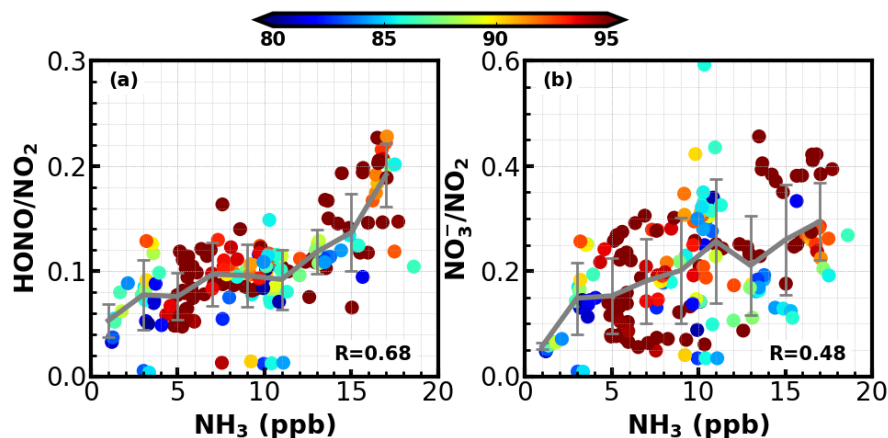 80 85 90 95
(a)
HONO/NO₂
0.3
0.2
0.1
0.0
R=0.68
0 5 10 15 20
NH₃ (ppb)
(b)
NO₃⁻/NO₂
0.6
0.4
0.2
0.0
R=0.48
0 5 10 15 20
NH₃ (ppb)